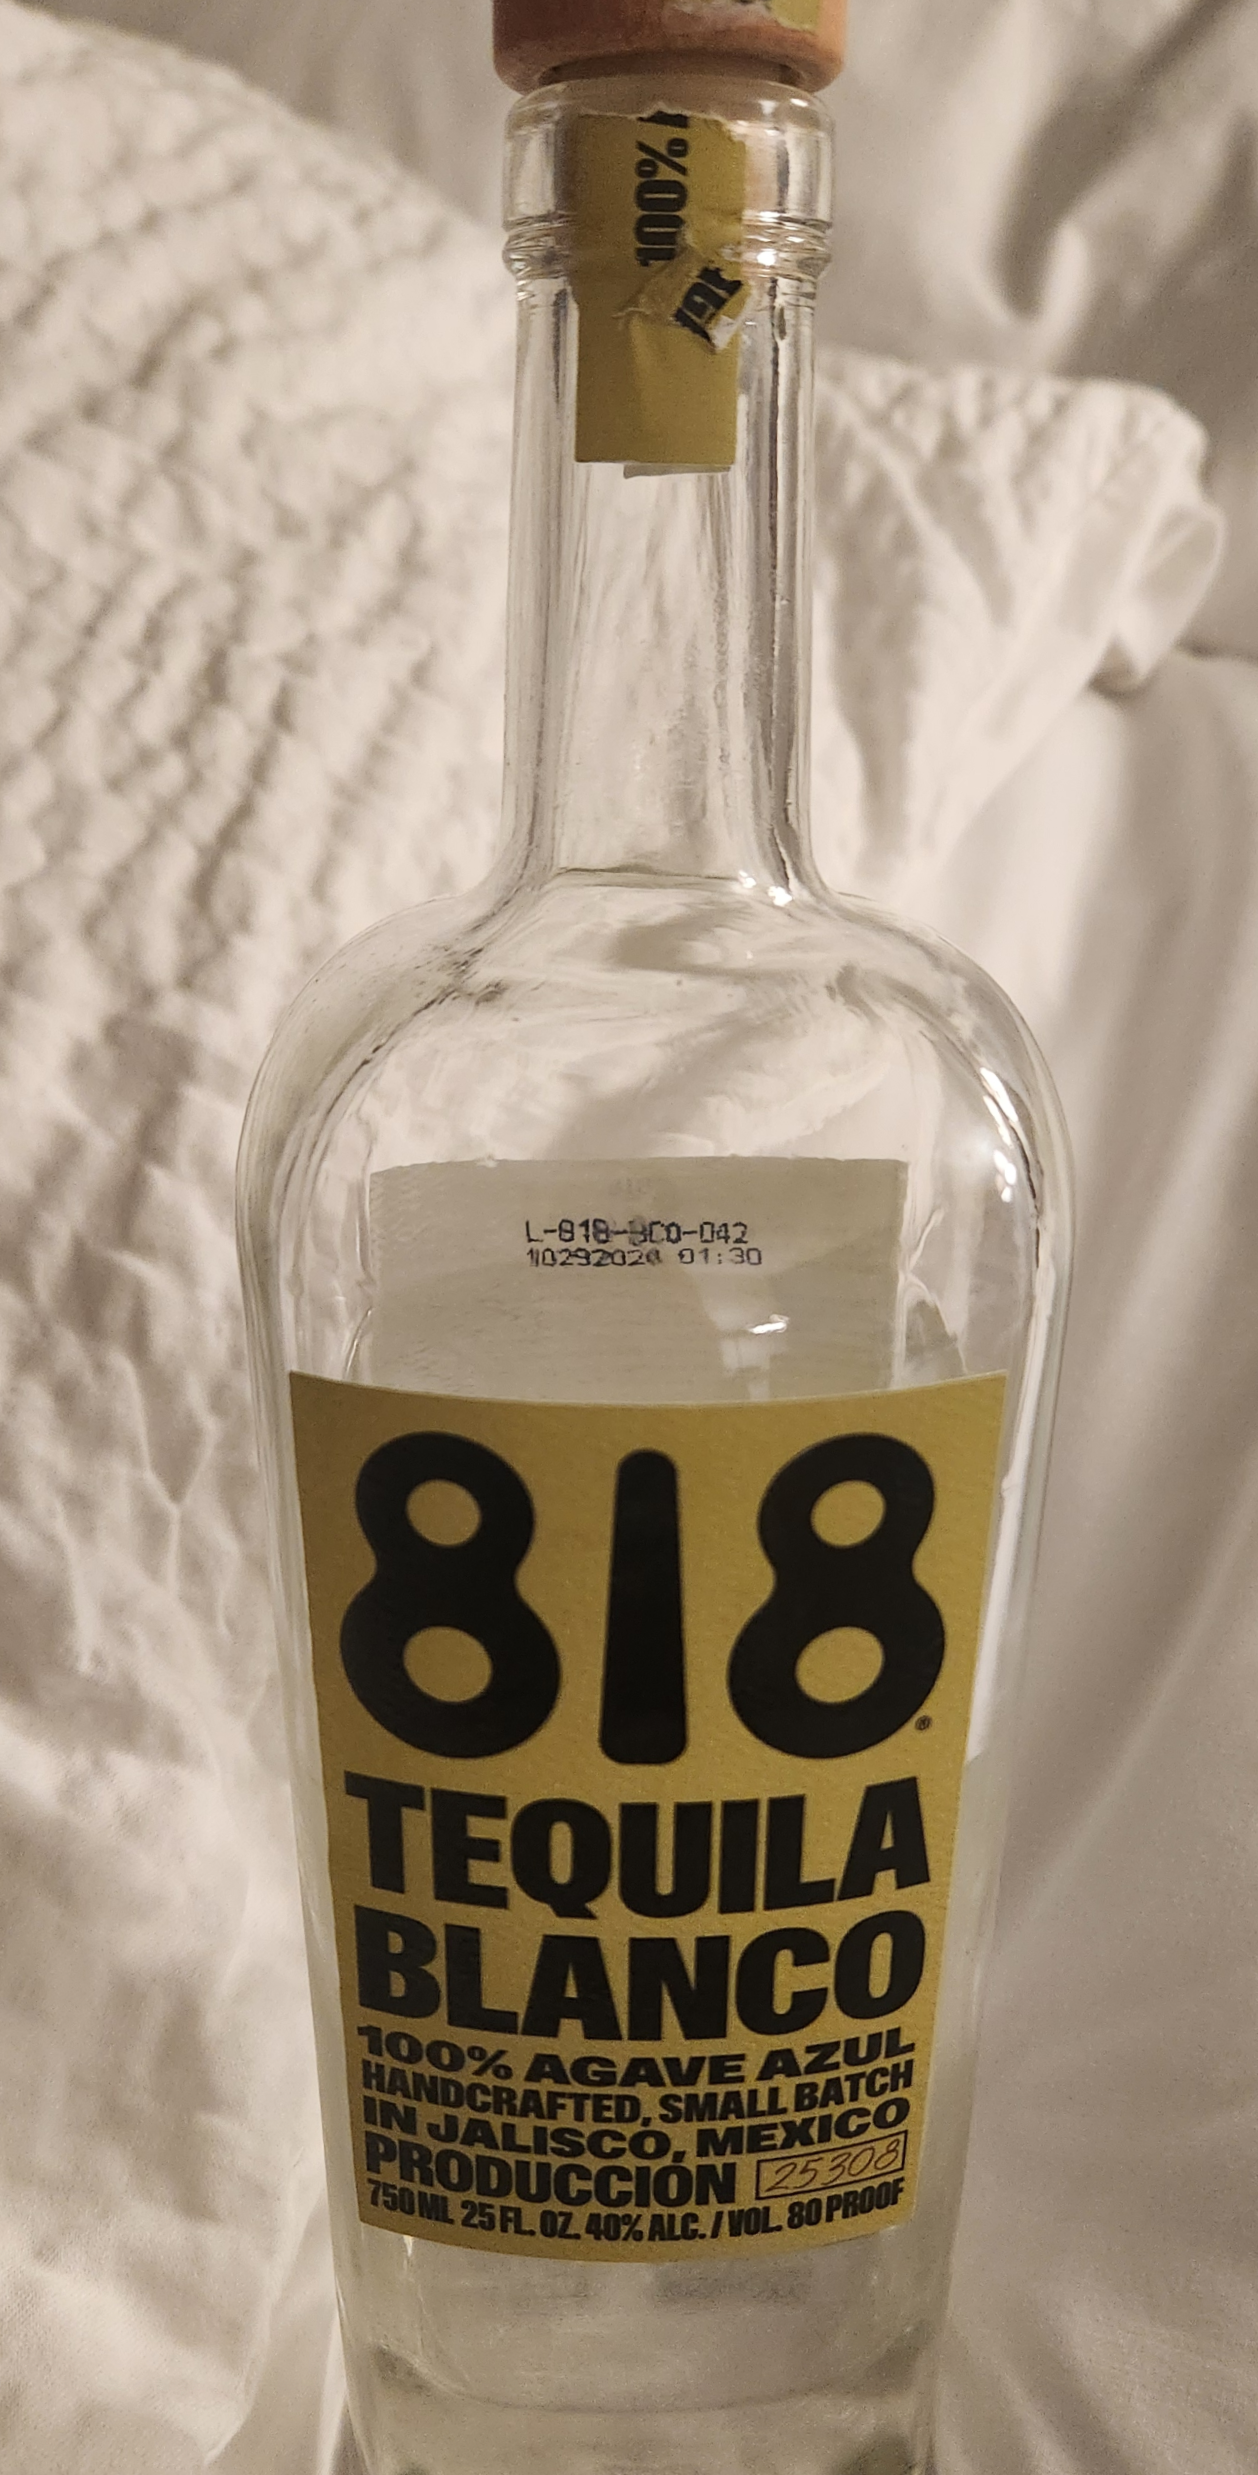 100%
L-818-BCO-042
01:30
818®
TEQUILA
BLANCO
100% AGAVE AZUL
HANDCRAFTED, SMALL BATCH
IN JALISCO, MEXICO
PRODUCCIÓN 25308
750 ML 25 FL. OZ. 40% ALC. / VOL. 80 PROOF